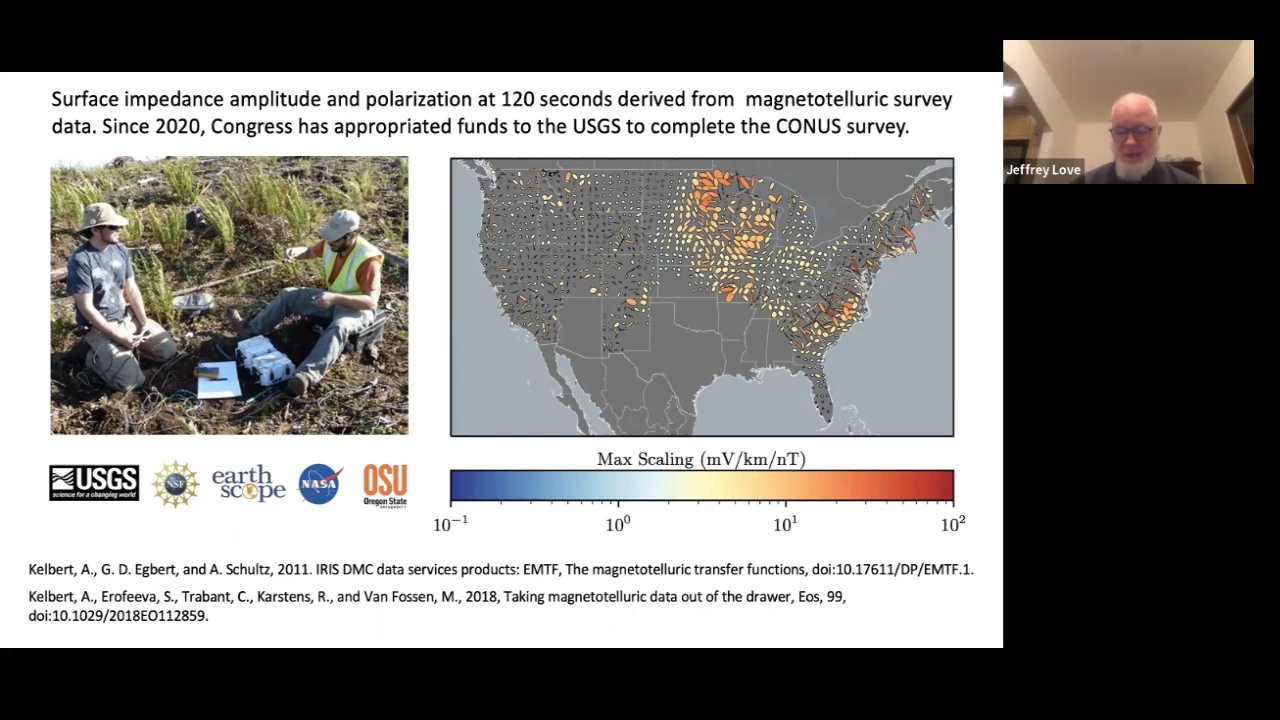 Surface impedance amplitude and polarization at 120 seconds derived from magnetotelluric survey
data. Since 2020, Congress has appropriated funds to the USGS to complete the CONUS survey.
Jeffrey Love
Max Scaling (mV/km/nT)
10⁻¹ 10⁰ 10¹ 10²
USGS
science for a changing world
NSF
earth
scope
NASA
OSU
Oregon State
UNIVERSITY
Kelbert, A., G. D. Egbert, and A. Schultz, 2011. IRIS DMC data services products: EMTF, The magnetotelluric transfer functions, doi:10.17611/DP/EMTF.1.
Kelbert, A., Erofeeva, S., Trabant, C., Karstens, R., and Van Fossen, M., 2018, Taking magnetotelluric data out of the drawer, Eos, 99,
doi:10.1029/2018EO112859.